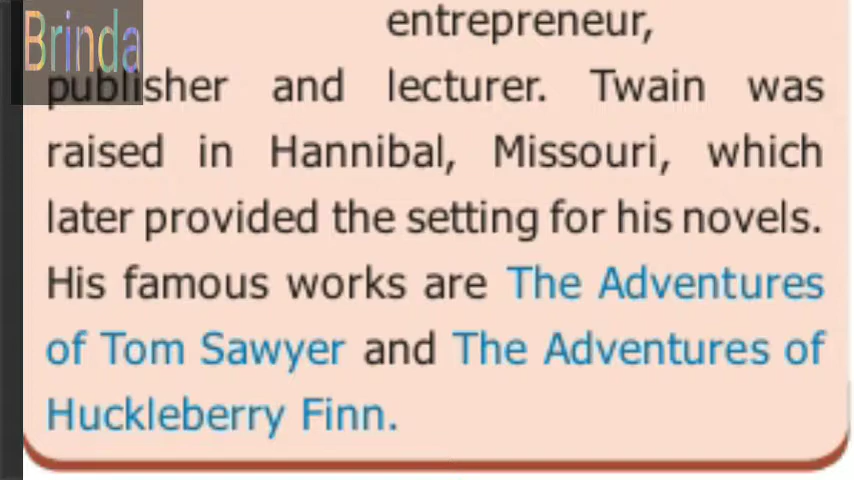 Brinda
entrepreneur,
publisher and lecturer. Twain was
raised in Hannibal, Missouri, which
later provided the setting for his novels.
His famous works are The Adventures
of Tom Sawyer and The Adventures of
Huckleberry Finn.